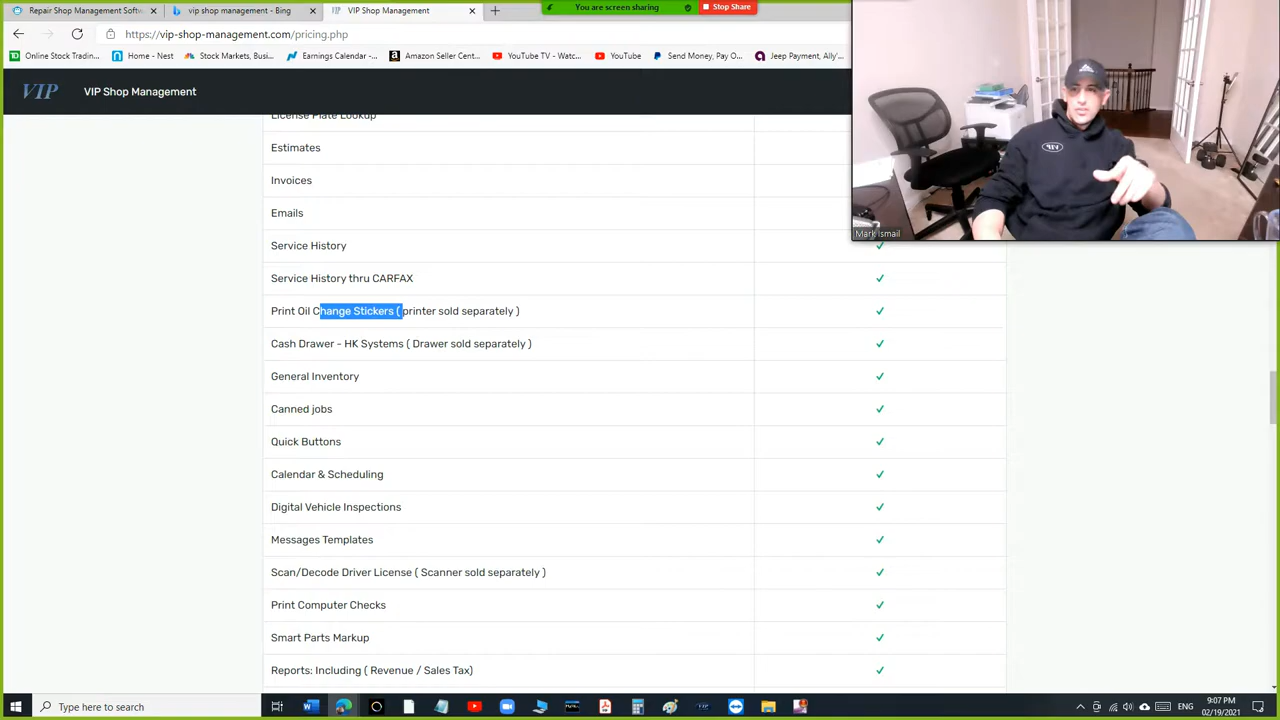 You are screen sharing
Stop Share
Repair Shop Management Softw...
vip shop management - Bing
VIP Shop Management
https://vip-shop-management.com/pricing.php
Online Stock Trading...
Home - Nest
Stock Markets, Busi...
Earnings Calendar -...
Amazon Seller Cent...
YouTube TV - Watc...
YouTube
Send Money, Pay O...
Jeep Payment, Ally'...
VIP
VIP Shop Management
License Plate Lookup
Estimates
Invoices
Emails
Mark Ismail
Service History
Service History thru CARFAX
Print Oil Change Stickers ( printer sold separately )
Cash Drawer - HK Systems ( Drawer sold separately )
General Inventory
Canned jobs
Quick Buttons
Calendar & Scheduling
Digital Vehicle Inspections
Messages Templates
Scan/Decode Driver License ( Scanner sold separately )
Print Computer Checks
Smart Parts Markup
Reports: Including ( Revenue / Sales Tax)
Type here to search
ENG
9:07 PM
02/19/2021